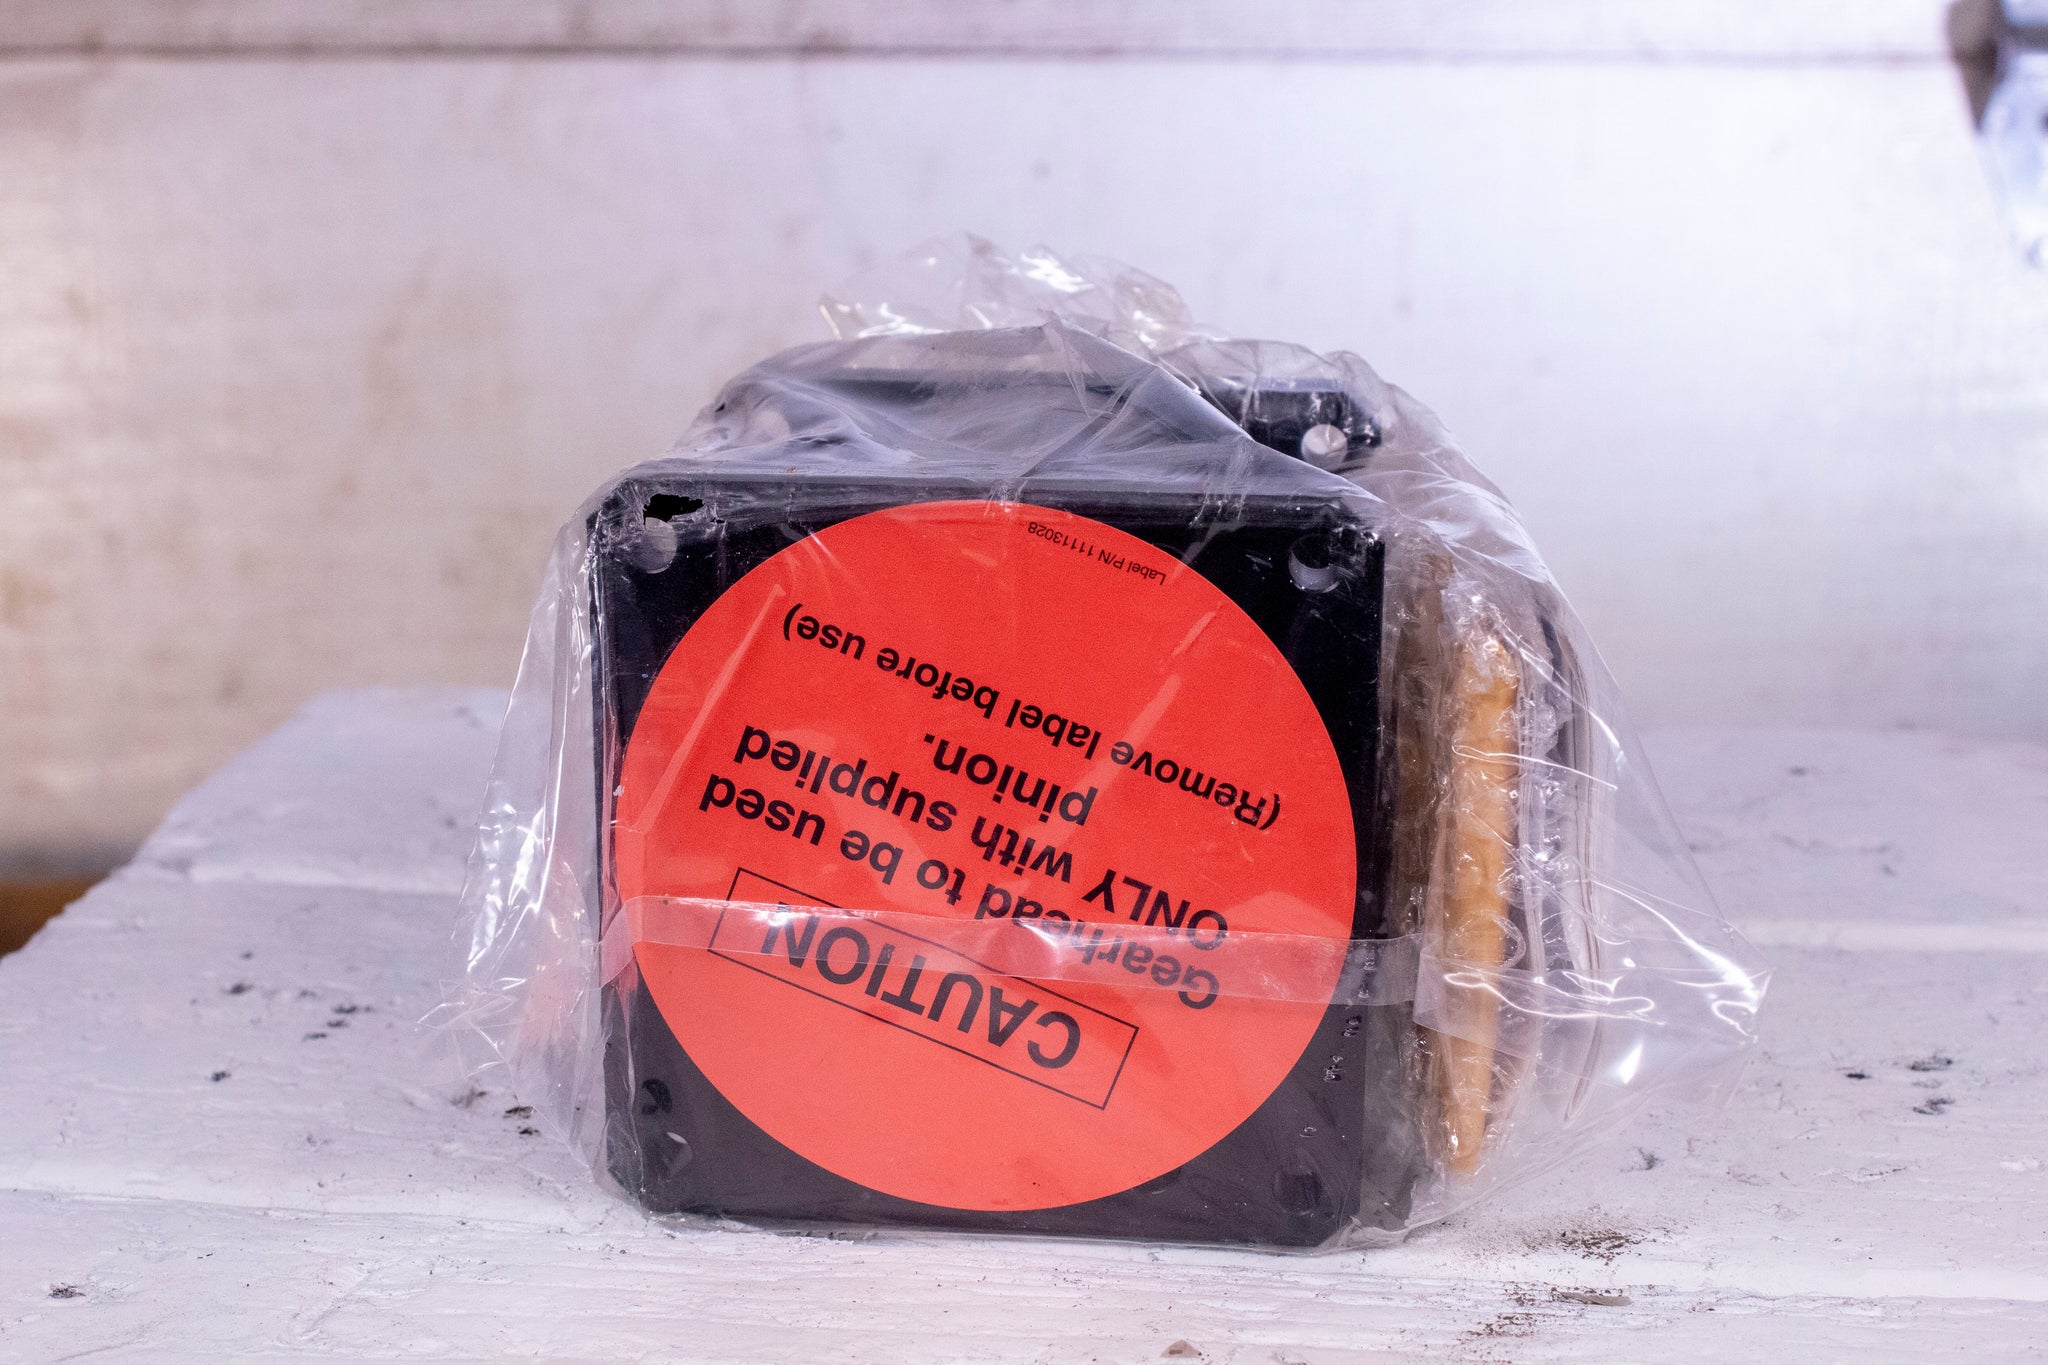 CAUTION
Gearhead to be used
ONLY with supplied
pinion.
(Remove label before use)
Label P/N 11113028